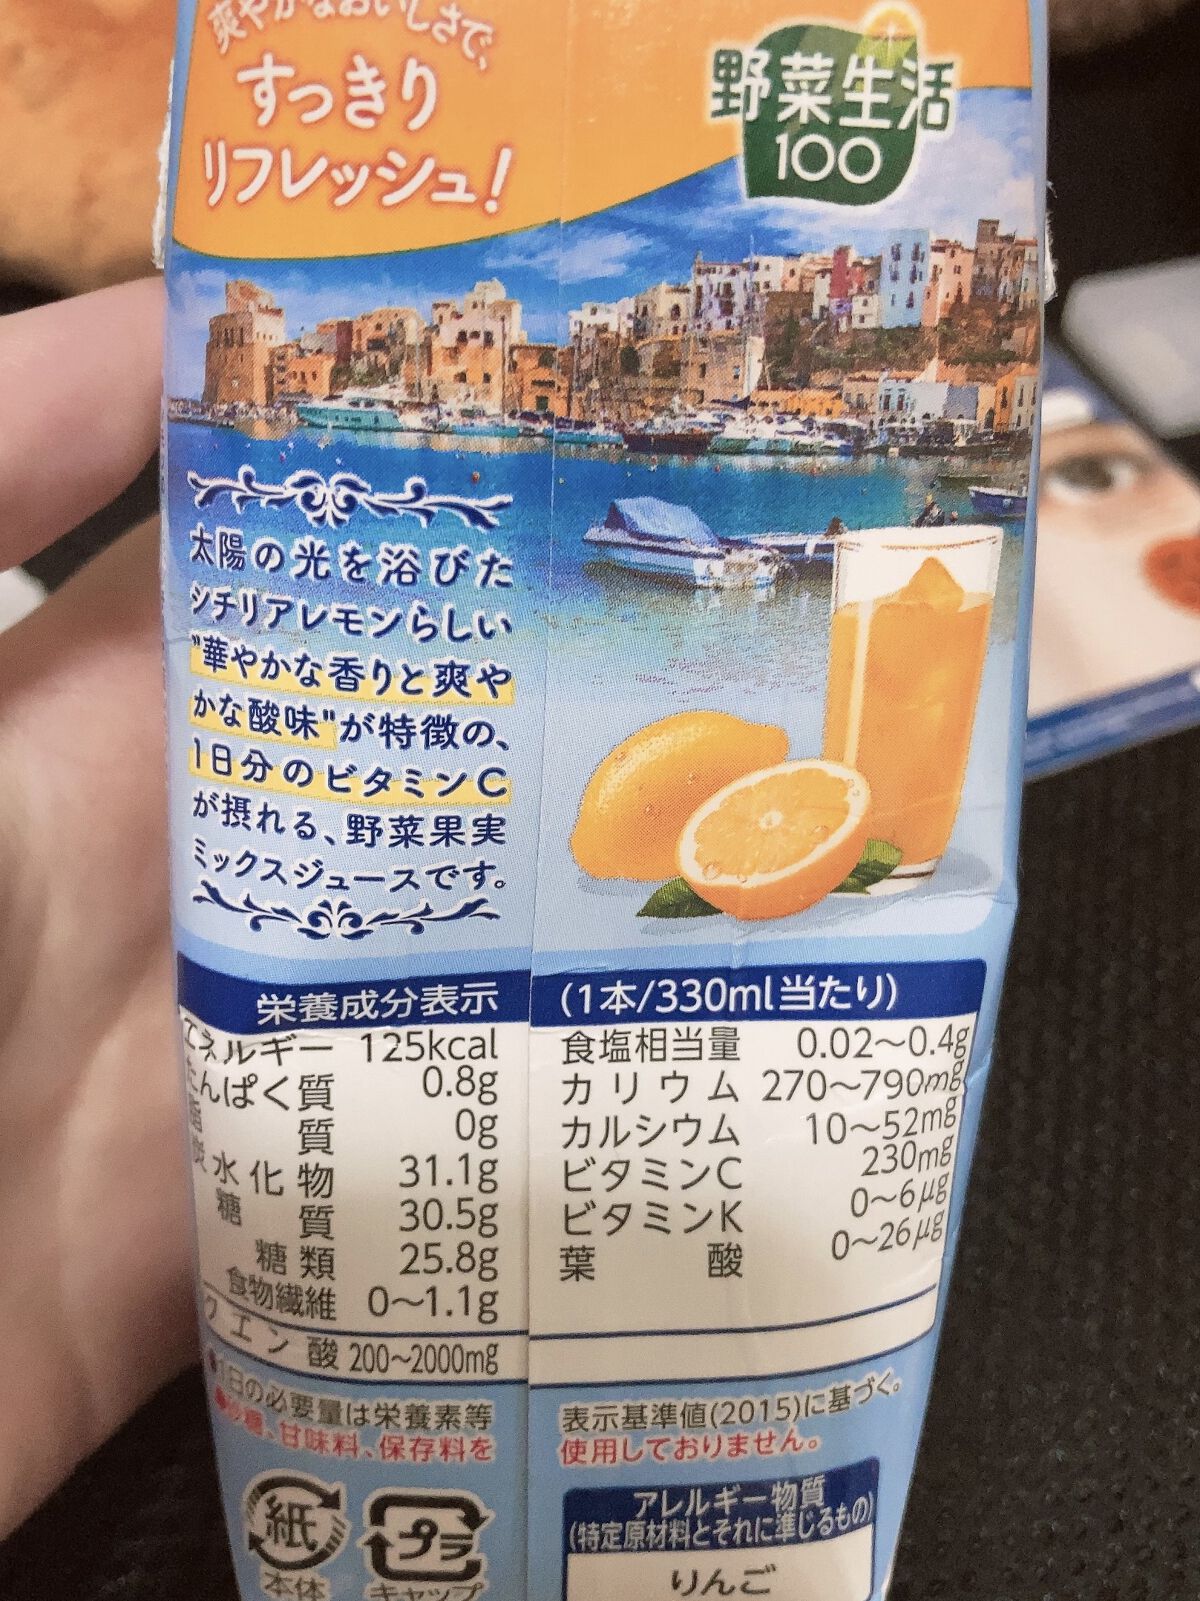 爽やかなおいしさで、
すっきり
リフレッシュ!
野菜生活
100
太陽の光を浴びた
シチリアレモンらしい
"華やかな香りと爽や
かな酸味"が特徴の、
1日分のビタミンC
が摂れる、野菜果実
ミックスジュースです。
栄養成分表示 (1本/330ml当たり)
エネルギー 125kcal
たんぱく質 0.8g
脂質 0g
炭水化物 31.1g
糖質 30.5g
糖類 25.8g
食物繊維 0〜1.1g
クエン酸 200〜2000mg
食塩相当量 0.02〜0.4g
カリウム 270〜790mg
カルシウム 10〜52mg
ビタミンC 230mg
ビタミンK 0〜6μg
葉酸 0〜26μg
●1日の必要量は栄養素等表示基準値(2015)に基づく。
●砂糖、甘味料、保存料を使用しておりません。
紙
本体
プラ
キャップ
アレルギー物質
(特定原材料とそれに準じるもの)
りんご